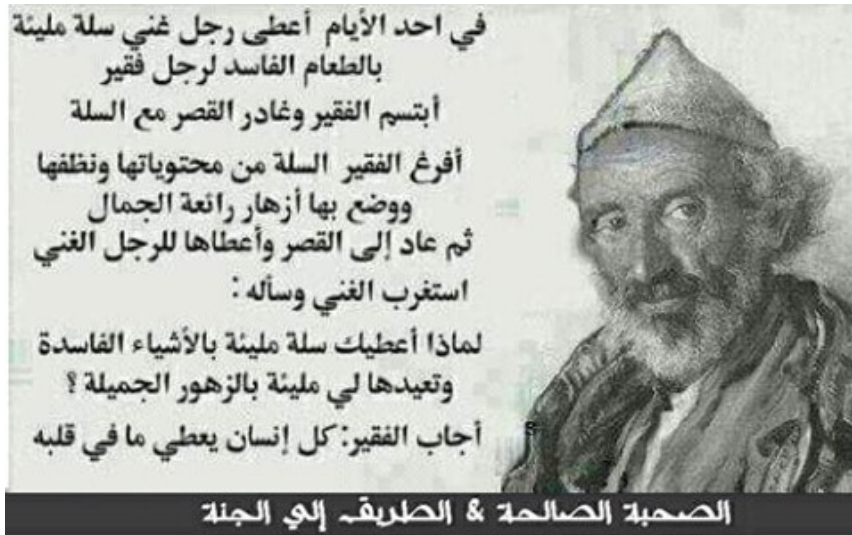 في احد الأيام أعطى رجل غني سلة مليئة
بالطعام الفاسد لرجل فقير
أبتسم الفقير وغادر القصر مع السلة
أفرغ الفقير السلة من محتوياتها ونظفها
ووضع بها أزهار رائعة الجمال
ثم عاد إلى القصر وأعطاها للرجل الغني
استغرب الغني وسأله :
لماذا أعطيك سلة مليئة بالأشياء الفاسدة
وتعيدها لي مليئة بالزهور الجميلة ؟
أجاب الفقير: كل إنسان يعطي ما في قلبه
الصحبة الصالحة & الطريق إلي الجنة